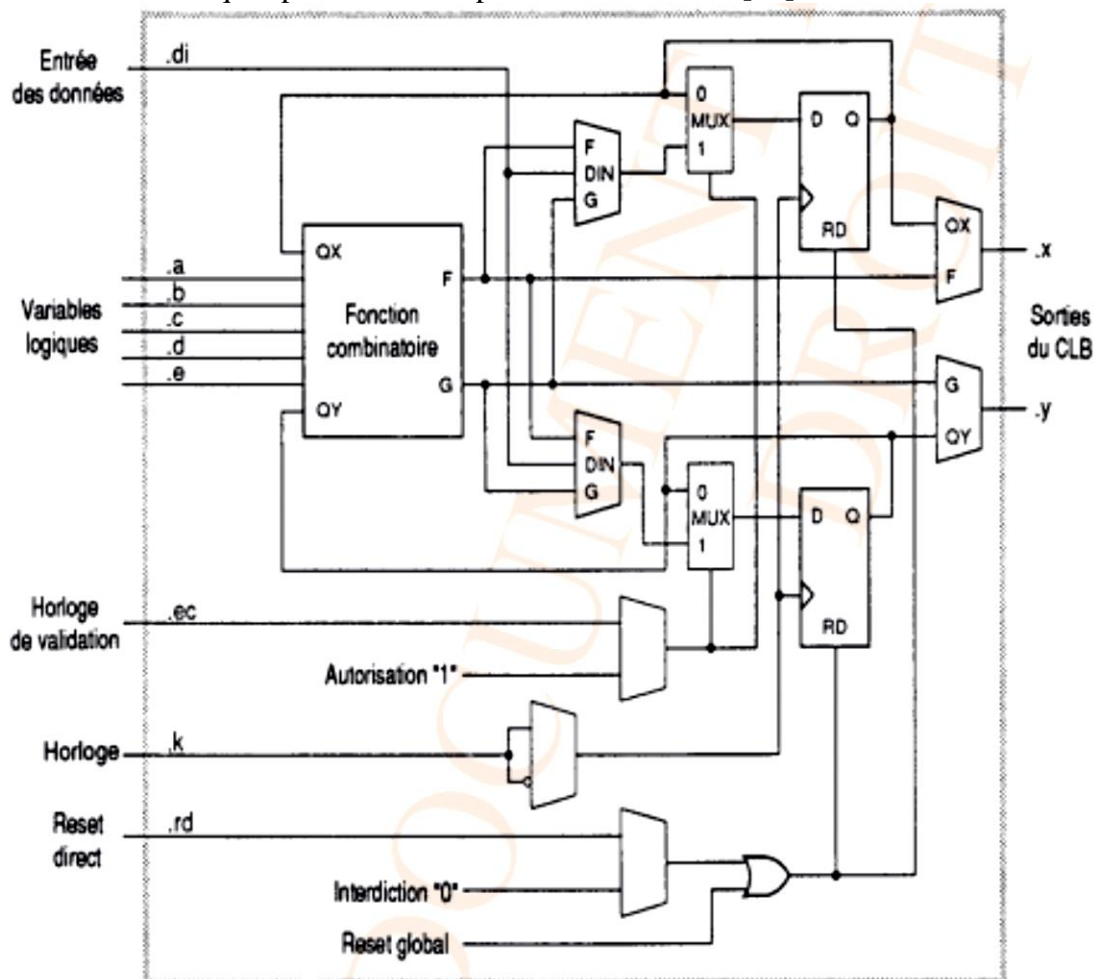 Entrée
des données
.di
0
MUX
1
D Q
RD
F
DIN
G
QX
F
.x
QX
F
Variables
logiques
.a
.b
.c
.d
.e
Fonction
combinatoire
G
QY
Sorties
du CLB
G
QY
.y
F
DIN
G
0
MUX
1
D Q
RD
Horloge
de validation
.ec
Autorisation "1"
Horloge
.k
Reset
direct
.rd
Interdiction "0"
Reset global
DOCUMENT
DROIT